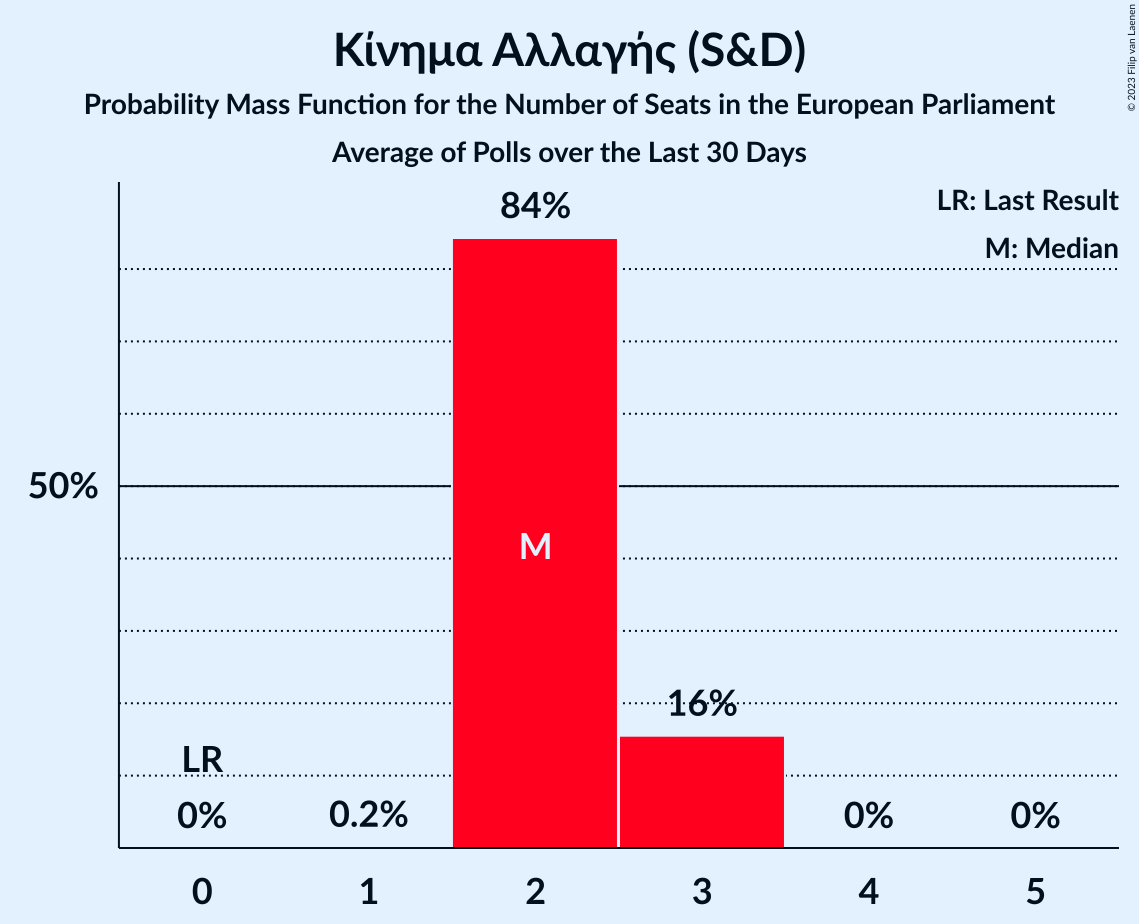 Κίνημα Αλλαγής (S&D)
Probability Mass Function for the Number of Seats in the European Parliament
Average of Polls over the Last 30 Days
© 2023 Filip van Laenen
LR: Last Result
M: Median
84%
50%
M
16%
LR
0%
0.2%
0%
0%
0 1 2 3 4 5